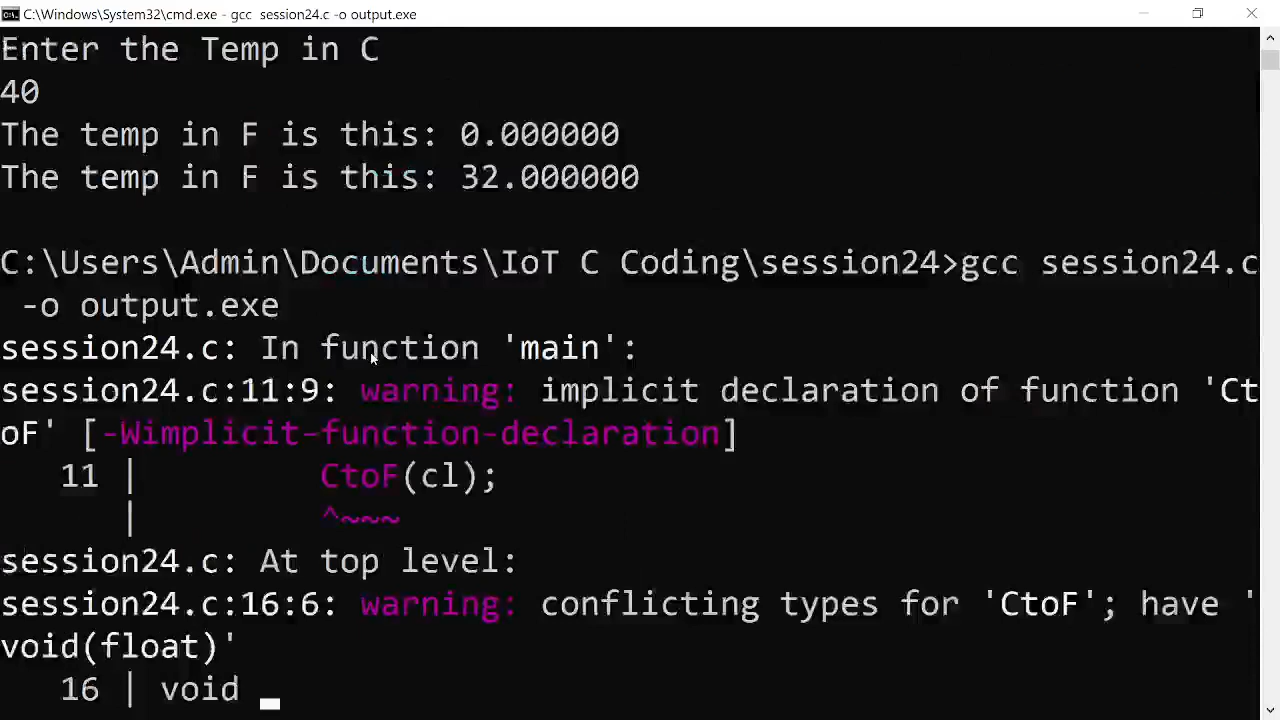 C:\Windows\System32\cmd.exe - gcc  session24.c -o output.exe
Enter the Temp in C
40
The temp in F is this: 0.000000
The temp in F is this: 32.000000
C:\Users\Admin\Documents\IoT C Coding\session24>gcc session24.c
 -o output.exe
session24.c: In function 'main':
session24.c:11:9: warning: implicit declaration of function 'Ct
oF' [-Wimplicit-function-declaration]
   11 |         CtoF(cl);
      |         ^~~~
session24.c: At top level:
session24.c:16:6: warning: conflicting types for 'CtoF'; have '
void(float)'
   16 | void